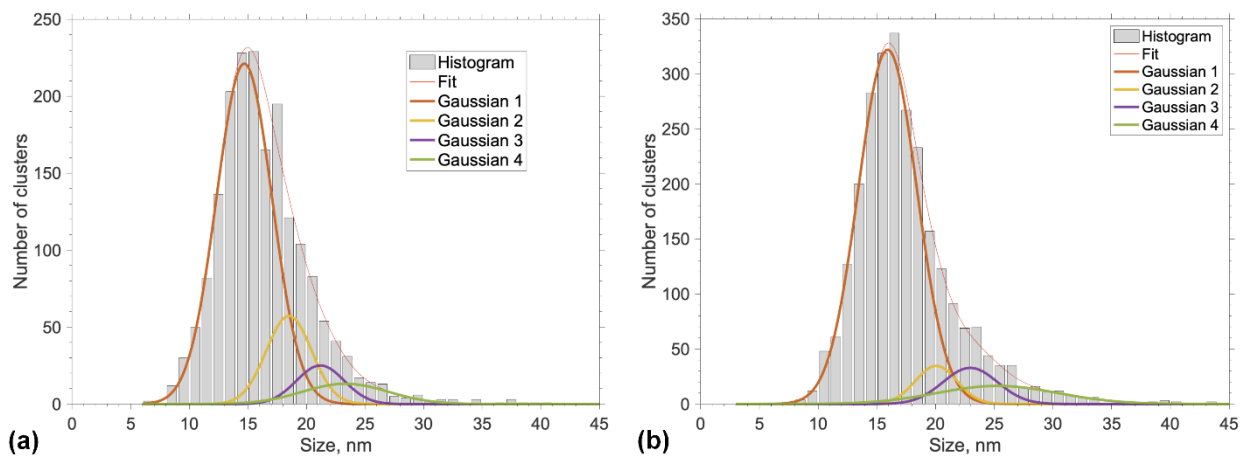 250
200
150
100
50
0
Number of clusters
0 5 10 15 20 25 30 35 40 45
Size, nm
Histogram
Fit
Gaussian 1
Gaussian 2
Gaussian 3
Gaussian 4
(a)
350
300
250
200
150
100
50
0
Number of clusters
0 5 10 15 20 25 30 35 40 45
Size, nm
Histogram
Fit
Gaussian 1
Gaussian 2
Gaussian 3
Gaussian 4
(b)